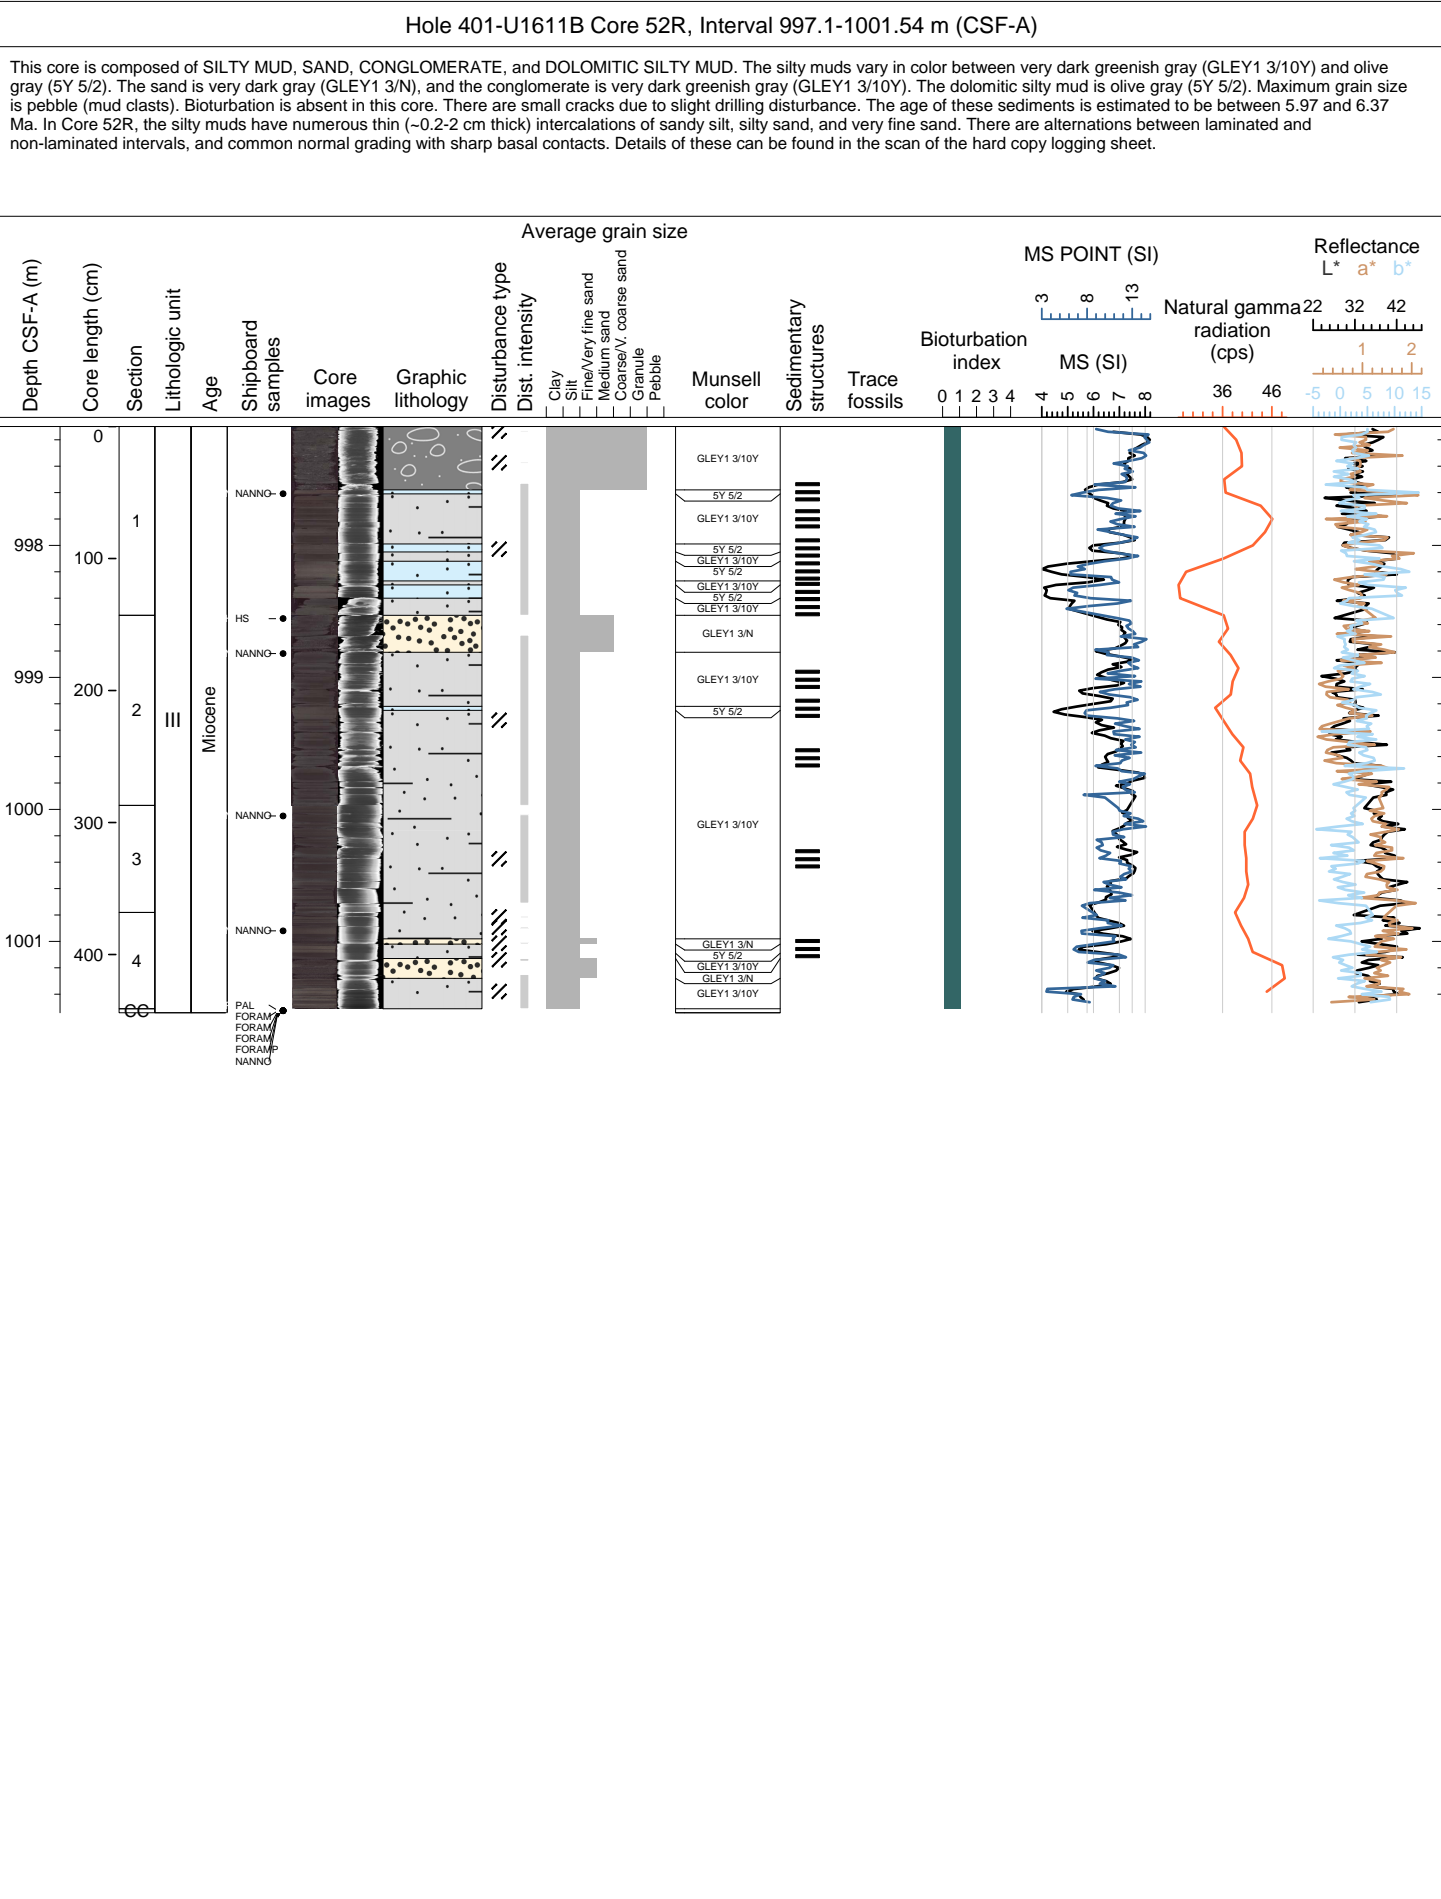 Hole 401-U1611B Core 52R, Interval 997.1-1001.54 m (CSF-A)
This core is composed of SILTY MUD, SAND, CONGLOMERATE, and DOLOMITIC SILTY MUD. The silty muds vary in color between very dark greenish gray (GLEY1 3/10Y) and olive
gray (5Y 5/2). The sand is very dark gray (GLEY1 3/N), and the conglomerate is very dark greenish gray (GLEY1 3/10Y). The dolomitic silty mud is olive gray (5Y 5/2). Maximum grain size
is pebble (mud clasts). Bioturbation is absent in this core. There are small cracks due to slight drilling disturbance. The age of these sediments is estimated to be between 5.97 and 6.37
Ma. In Core 52R, the silty muds have numerous thin (~0.2-2 cm thick) intercalations of sandy silt, silty sand, and very fine sand. There are alternations between laminated and
non-laminated intervals, and common normal grading with sharp basal contacts. Details of these can be found in the scan of the hard copy logging sheet.
Depth CSF-A (m)
Core length (cm)
Section
Lithologic unit
Age
Shipboard
samples
Core
images
Graphic
lithology
Disturbance type
Dist. intensity
Average grain size
Clay
Silt
Fine/Very fine sand
Medium sand
Coarse/V. coarse sand
Granule
Pebble
Munsell
color
Sedimentary
structures
Trace
fossils
Bioturbation
index
0 1 2 3 4
MS POINT (SI)
3 8 13
MS (SI)
4 5 6 7 8
Natural gamma
radiation
(cps)
36 46
Reflectance
L* a* b*
22 32 42
1 2
-5 0 5 10 15
998
999
1000
1001
0
100
200
300
400
1
2
3
4
CC
III
Miocene
NANNO
HS
NANNO
NANNO
NANNO
PAL
FORAM
FORAM
FORAM
FORAMP
NANNO
GLEY1 3/10Y
5Y 5/2
GLEY1 3/10Y
5Y 5/2
GLEY1 3/10Y
5Y 5/2
GLEY1 3/10Y
5Y 5/2
GLEY1 3/10Y
GLEY1 3/N
GLEY1 3/10Y
5Y 5/2
GLEY1 3/10Y
GLEY1 3/N
5Y 5/2
GLEY1 3/10Y
GLEY1 3/N
GLEY1 3/10Y